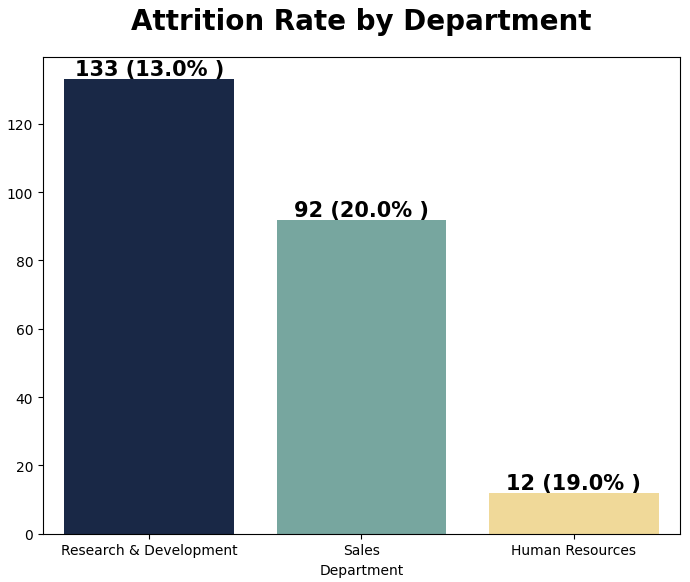 Attrition Rate by Department
133 (13.0% )
92 (20.0% )
12 (19.0% )
120
100
80
60
40
20
0
Research & Development
Sales
Human Resources
Department